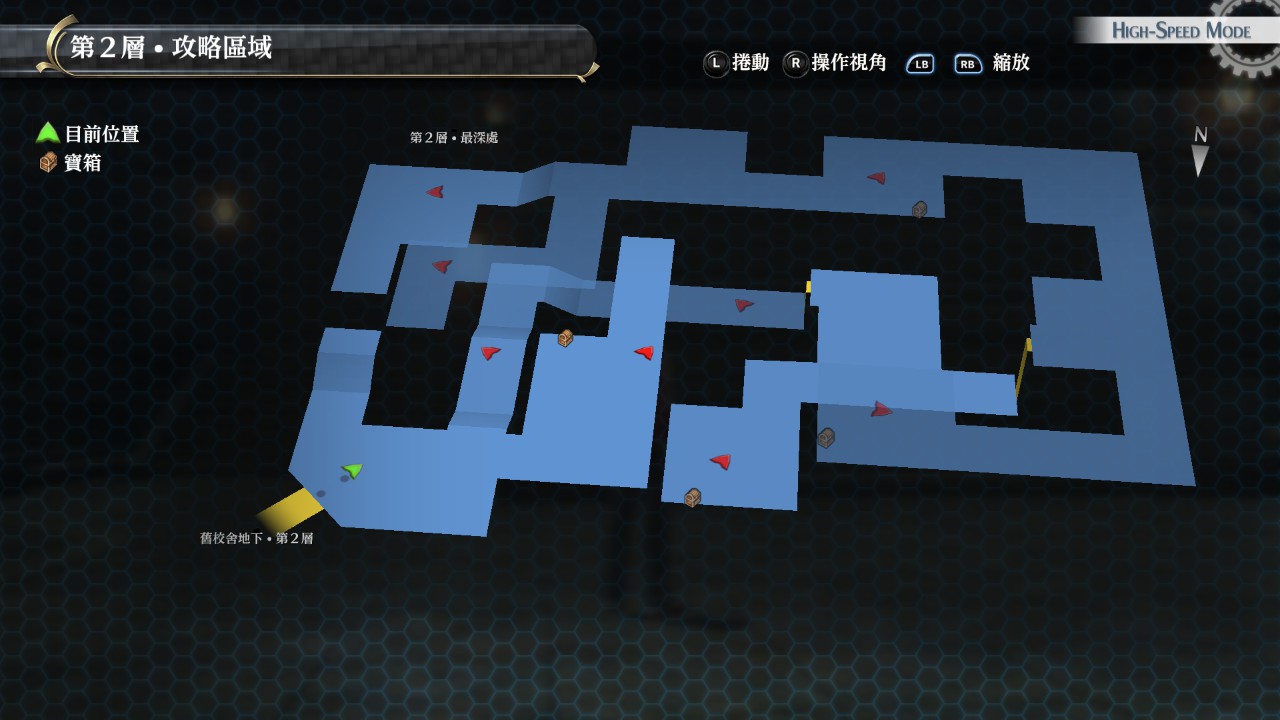 第２層・攻略區域
HIGH-SPEED MODE
L 捲動 R 操作視角 LB RB 縮放
目前位置
第２層・最深處
N
寶箱
舊校舍地下・第２層